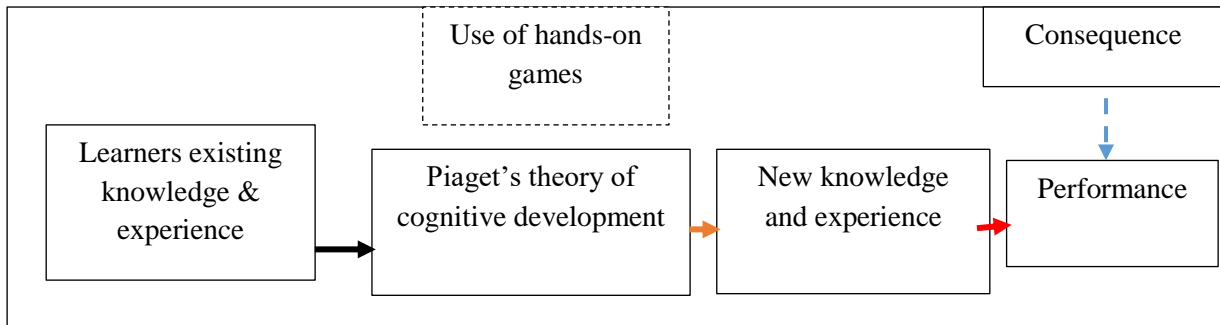 Use of hands-on
games
Consequence
Learners existing
knowledge &
experience
Piaget’s theory of
cognitive development
New knowledge
and experience
Performance